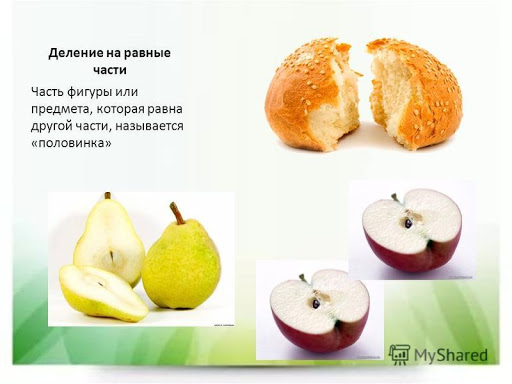 Деление на равные
части
Часть фигуры или
предмета, которая равна
другой части, называется
«половинка»
MyShared